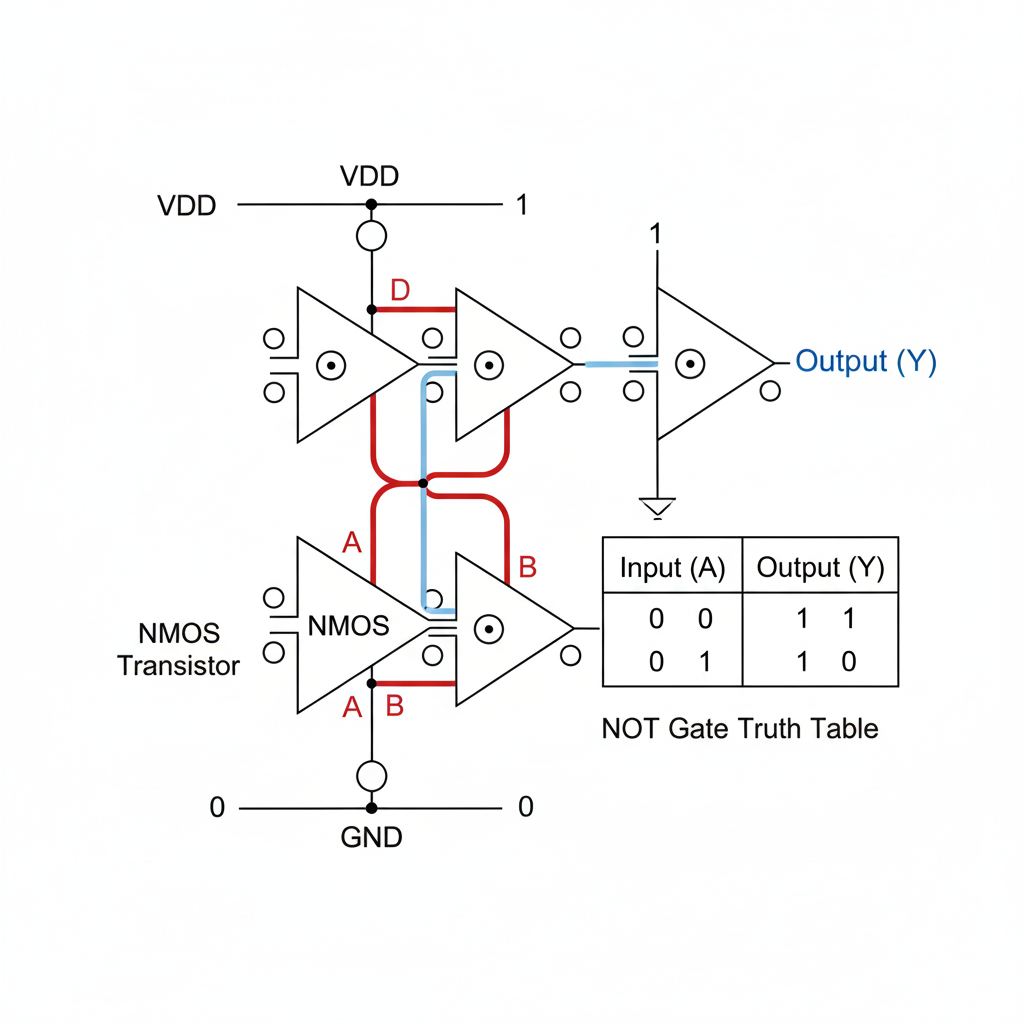 VDD
VDD 1
1
D
Output (Y)
A
B
NMOS
NMOS
Transistor
A B
Input (A) Output (Y)
0 0 1 1
0 1 1 0
NOT Gate Truth Table
0 0
GND